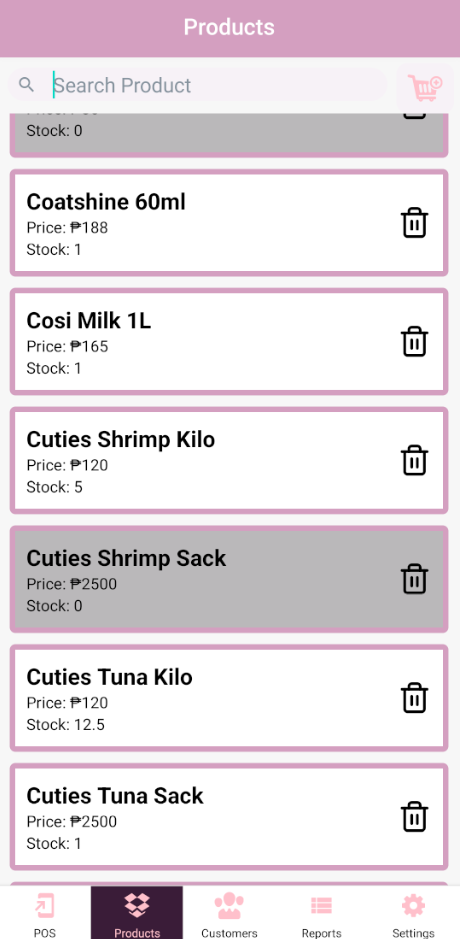 Products
Search Product
Stock: 0
Coatshine 60ml
Price: ₱188
Stock: 1
Cosi Milk 1L
Price: ₱165
Stock: 1
Cuties Shrimp Kilo
Price: ₱120
Stock: 5
Cuties Shrimp Sack
Price: ₱2500
Stock: 0
Cuties Tuna Kilo
Price: ₱120
Stock: 12.5
Cuties Tuna Sack
Price: ₱2500
Stock: 1
POS
Products
Customers
Reports
Settings